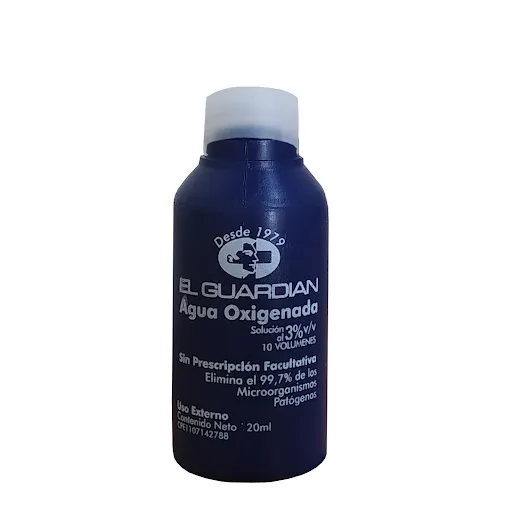 Desde 1979
EL GUARDIAN
Agua Oxigenada
Solución
al 3% v/v
10 VOLUMENES
Sin Prescripción Facultativa
Elimina el 99,7% de los
Microorganismos
Patógenos
Uso Externo
Contenido Neto 20ml
CPE1107142788